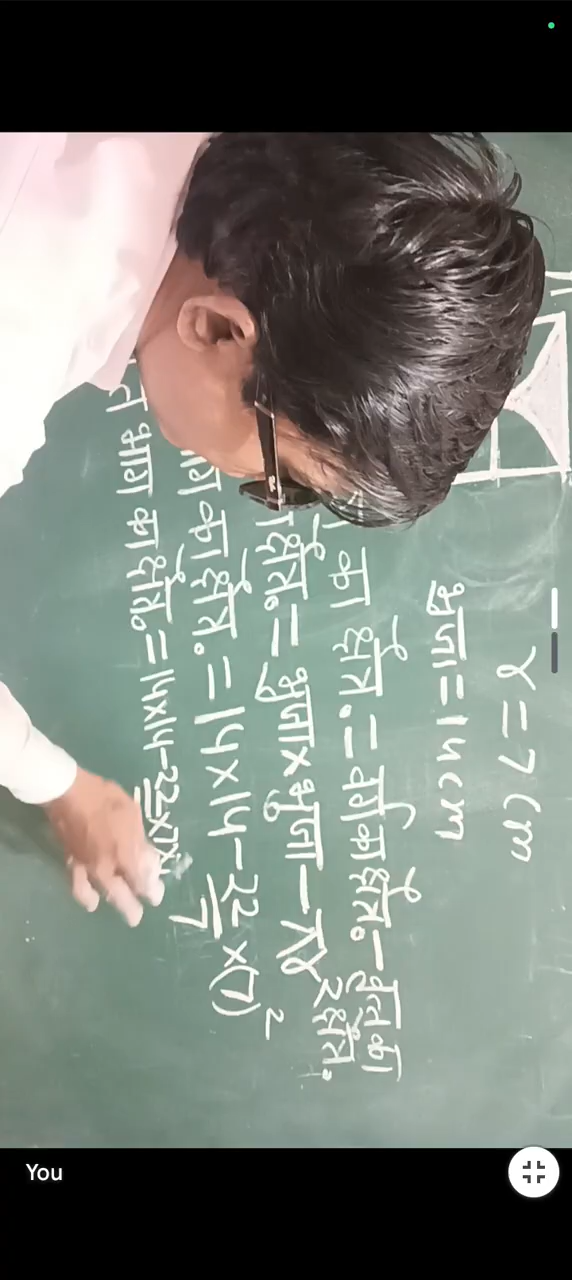 r = 7 cm
भुजा = 14 cm
का क्षेत्र. = वर्ग का क्षेत्र. - वृत्त का क्षेत्र.
क्षेत्र. = भुजा × भुजा - πr²
का क्षेत्र. = 14 × 14 - 22/7 × (7)²
भाग का क्षेत्र. = 14×14 - 22 ×7×
You